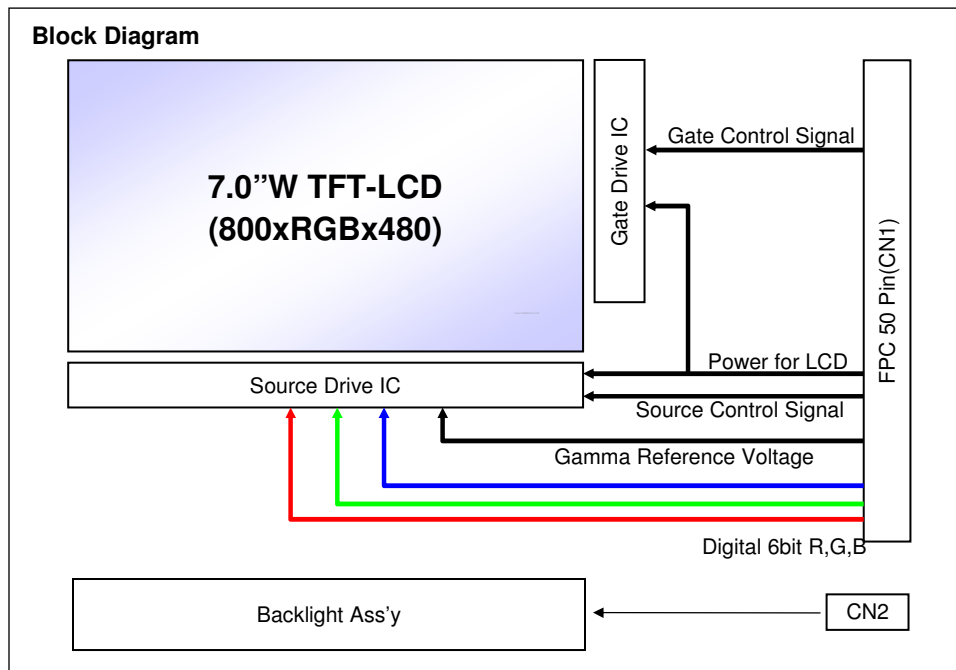 Block Diagram
7.0”W TFT-LCD
(800xRGBx480)
Gate Drive IC
Gate Control Signal
FPC 50 Pin(CN1)
Power for LCD
Source Drive IC
Source Control Signal
Gamma Reference Voltage
Digital 6bit R,G,B
Backlight Ass’y
CN2